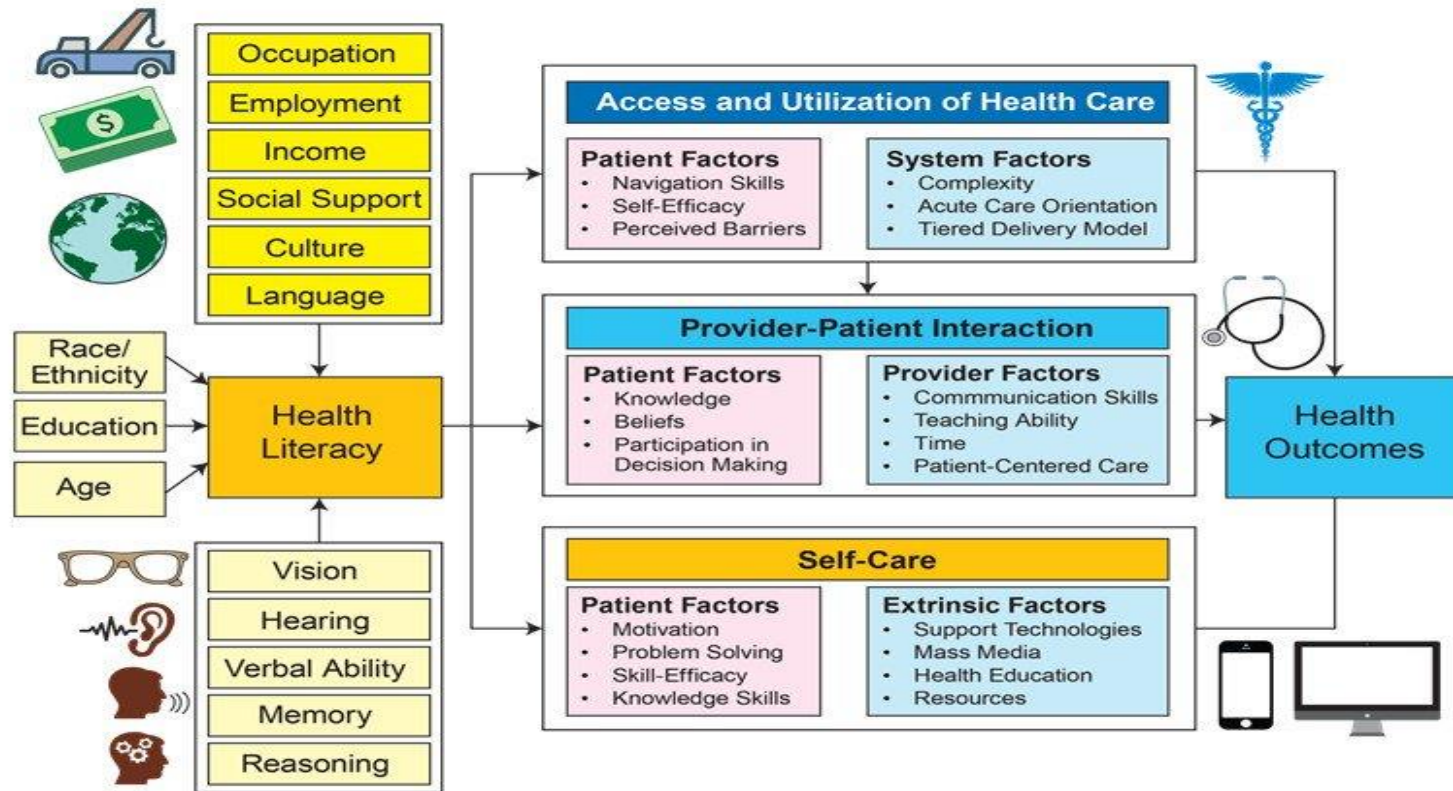 Occupation
Employment
Income
Social Support
Culture
Language
$
Race/
Ethnicity
Education
Age
Health
Literacy
Vision
Hearing
Verbal Ability
Memory
Reasoning
Access and Utilization of Health Care
Patient Factors
• Navigation Skills
• Self-Efficacy
• Perceived Barriers
System Factors
• Complexity
• Acute Care Orientation
• Tiered Delivery Model
Provider-Patient Interaction
Patient Factors
• Knowledge
• Beliefs
• Participation in
Decision Making
Provider Factors
• Commmunication Skills
• Teaching Ability
• Time
• Patient-Centered Care
Self-Care
Patient Factors
• Motivation
• Problem Solving
• Skill-Efficacy
• Knowledge Skills
Extrinsic Factors
• Support Technologies
• Mass Media
• Health Education
• Resources
Health
Outcomes